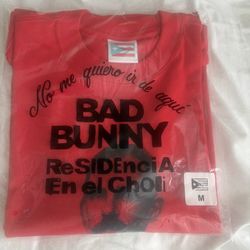 No me quiero ir de aquí
BAD
BUNNY
ReSIDEnciA
En el CHOLi
M